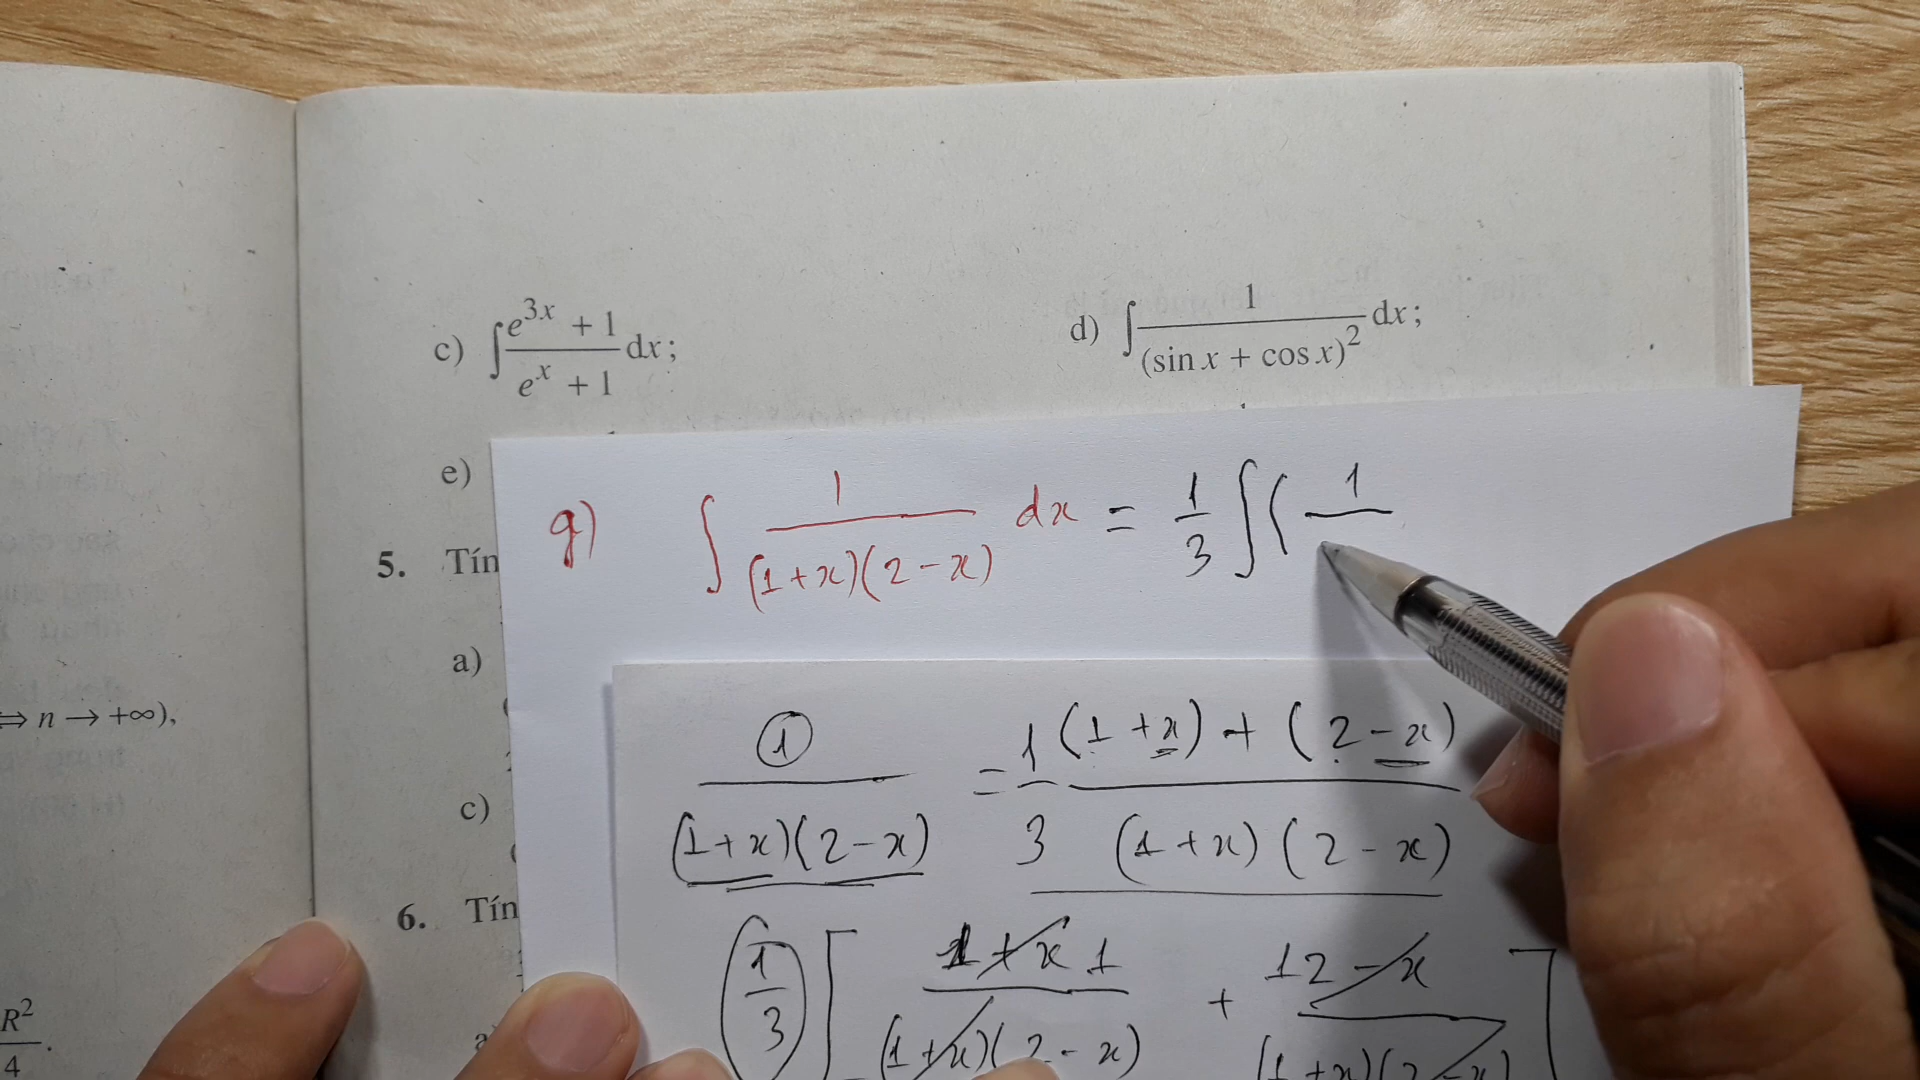 c) ∫ (e^{3x} + 1)/(e^x + 1) dx;
d) ∫ 1/(sin x + cos x)^2 dx;
e)
g) ∫ 1/((1+x)(2-x)) dx = 1/3 ∫ ( 1/
5. Tín
a)
⇒ n → +∞),
1/((1+x)(2-x)) = 1/3 ((1+x)+(2-x))/((1+x)(2-x))
c)
6. Tín
1/3 [ 1+x 1/((1+x)(2-x)) + 1 2-x/((1+x)(2-x)) ]
R^2/4.